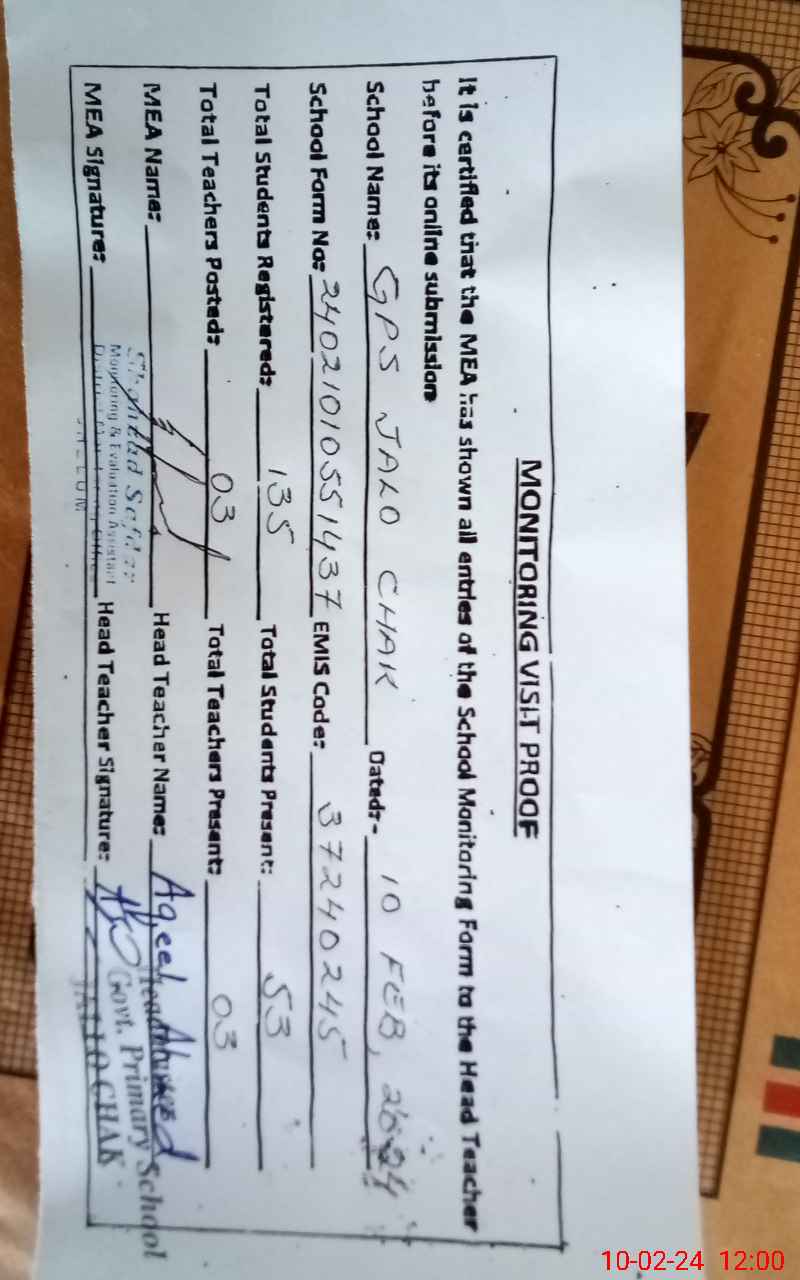 MONITORING VISIT PROOF
It is certified that the MEA has shown all entries of the School Monitoring Form to the Head Teacher
before its online submission
School Name: GPS JALO CHAK Dated:- 10 FEB, 2024
School Form No: 24021010551437 EMIS Code: 37240245
Total Students Registered: 135 Total Students Present: 53
Total Teachers Posted: 03 Total Teachers Present: 03
MEA Name: Head Teacher Name: Aqeel Ahmed
MEA Signature: Head Teacher Signature:
Monitoring & Evaluation Assistant
Govt. Primary School
JALLO CHAK
10-02-24 12:00